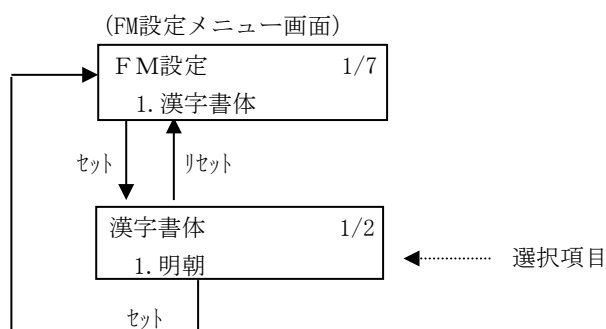 (FM設定メニュー画面)
ＦＭ設定 1/7
1.漢字書体
ｾｯﾄ ﾘｾｯﾄ
漢字書体 1/2
1.明朝
選択項目
ｾｯﾄ